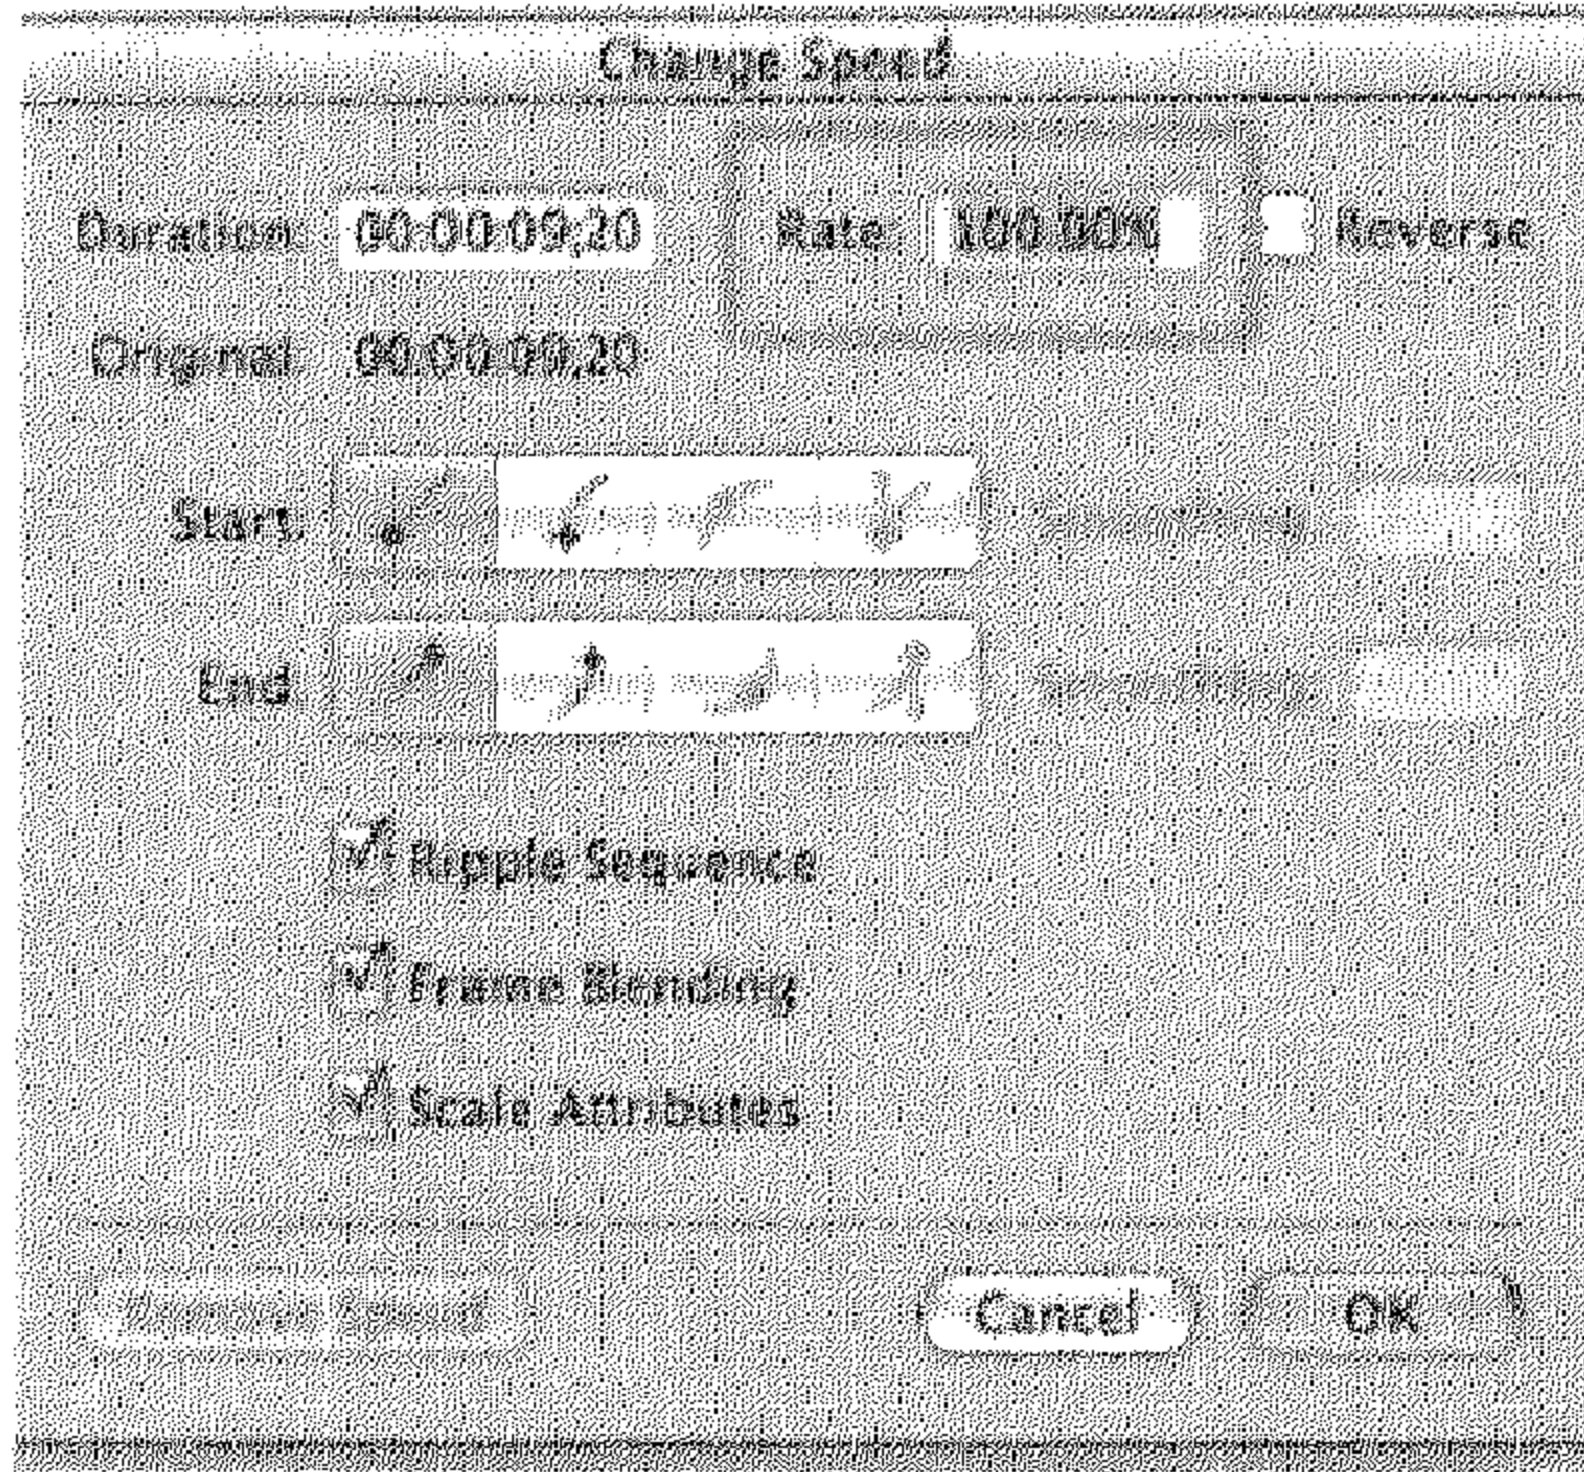 Change Speed
Duration: 00:00:09;20 Rate: 100.00% Reverse
Original: 00:00:09;20
Start:
End:
Ripple Sequence
Frame Blending
Scale Attributes
Cancel OK